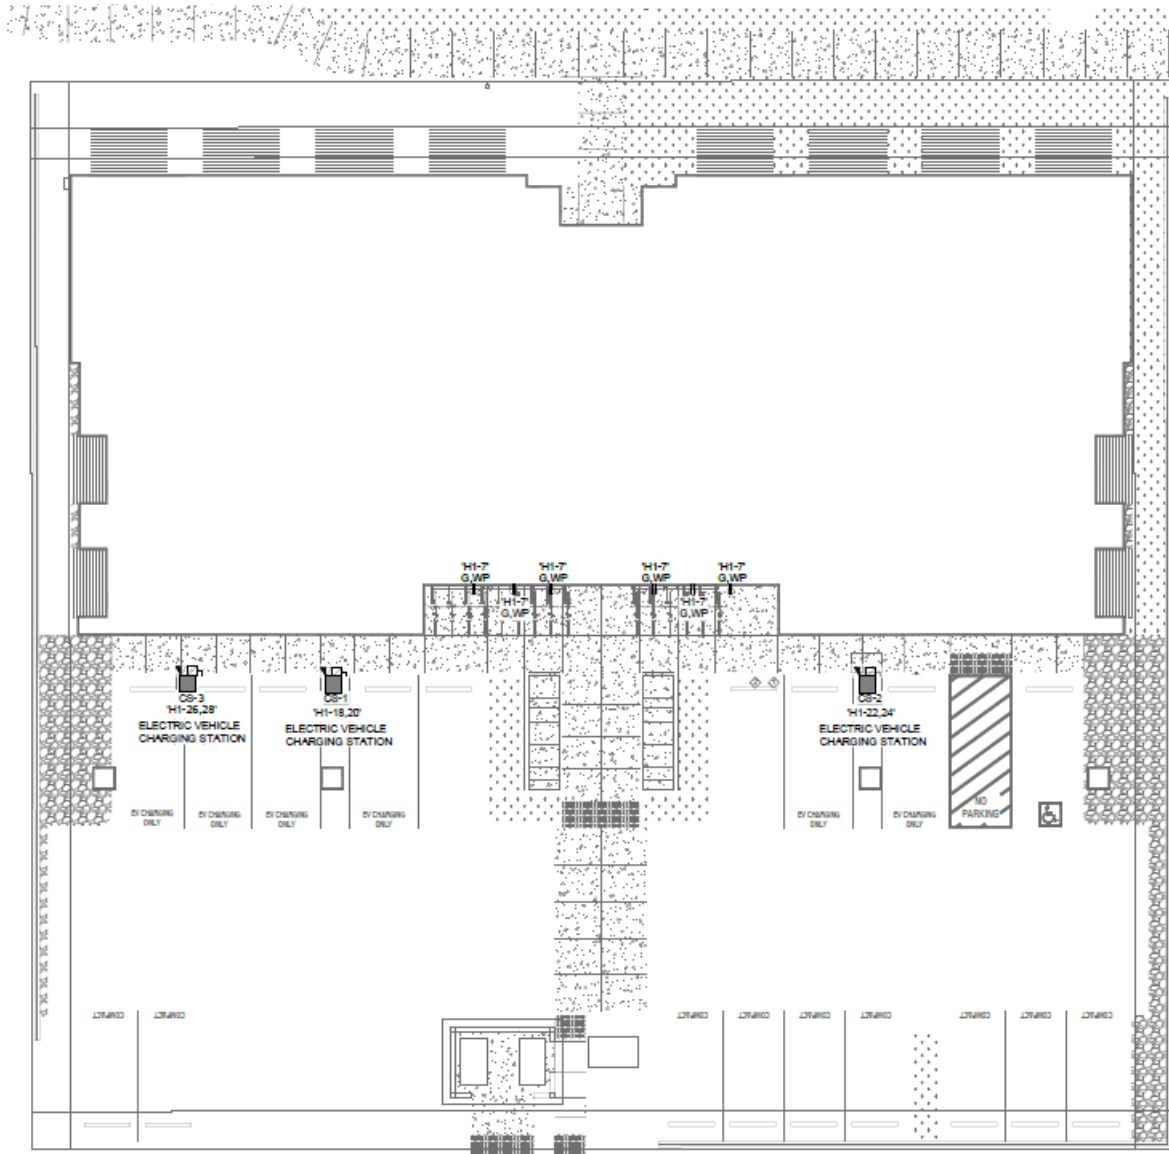 'H1-7'
G,WP
'H1-7'
G,WP
'H1-7'
G,WP
'H1-7'
G,WP
'H1-7'
G,WP
'H1-7'
G,WP
CS-3
'H1-26,28'
ELECTRIC VEHICLE
CHARGING STATION
CS-1
'H1-18,20'
ELECTRIC VEHICLE
CHARGING STATION
CS-2
'H1-22,24'
ELECTRIC VEHICLE
CHARGING STATION
EV CHARGING
ONLY
EV CHARGING
ONLY
EV CHARGING
ONLY
EV CHARGING
ONLY
EV CHARGING
ONLY
EV CHARGING
ONLY
NO
PARKING
COMPACT
COMPACT
COMPACT
COMPACT
COMPACT
COMPACT
COMPACT
COMPACT
COMPACT